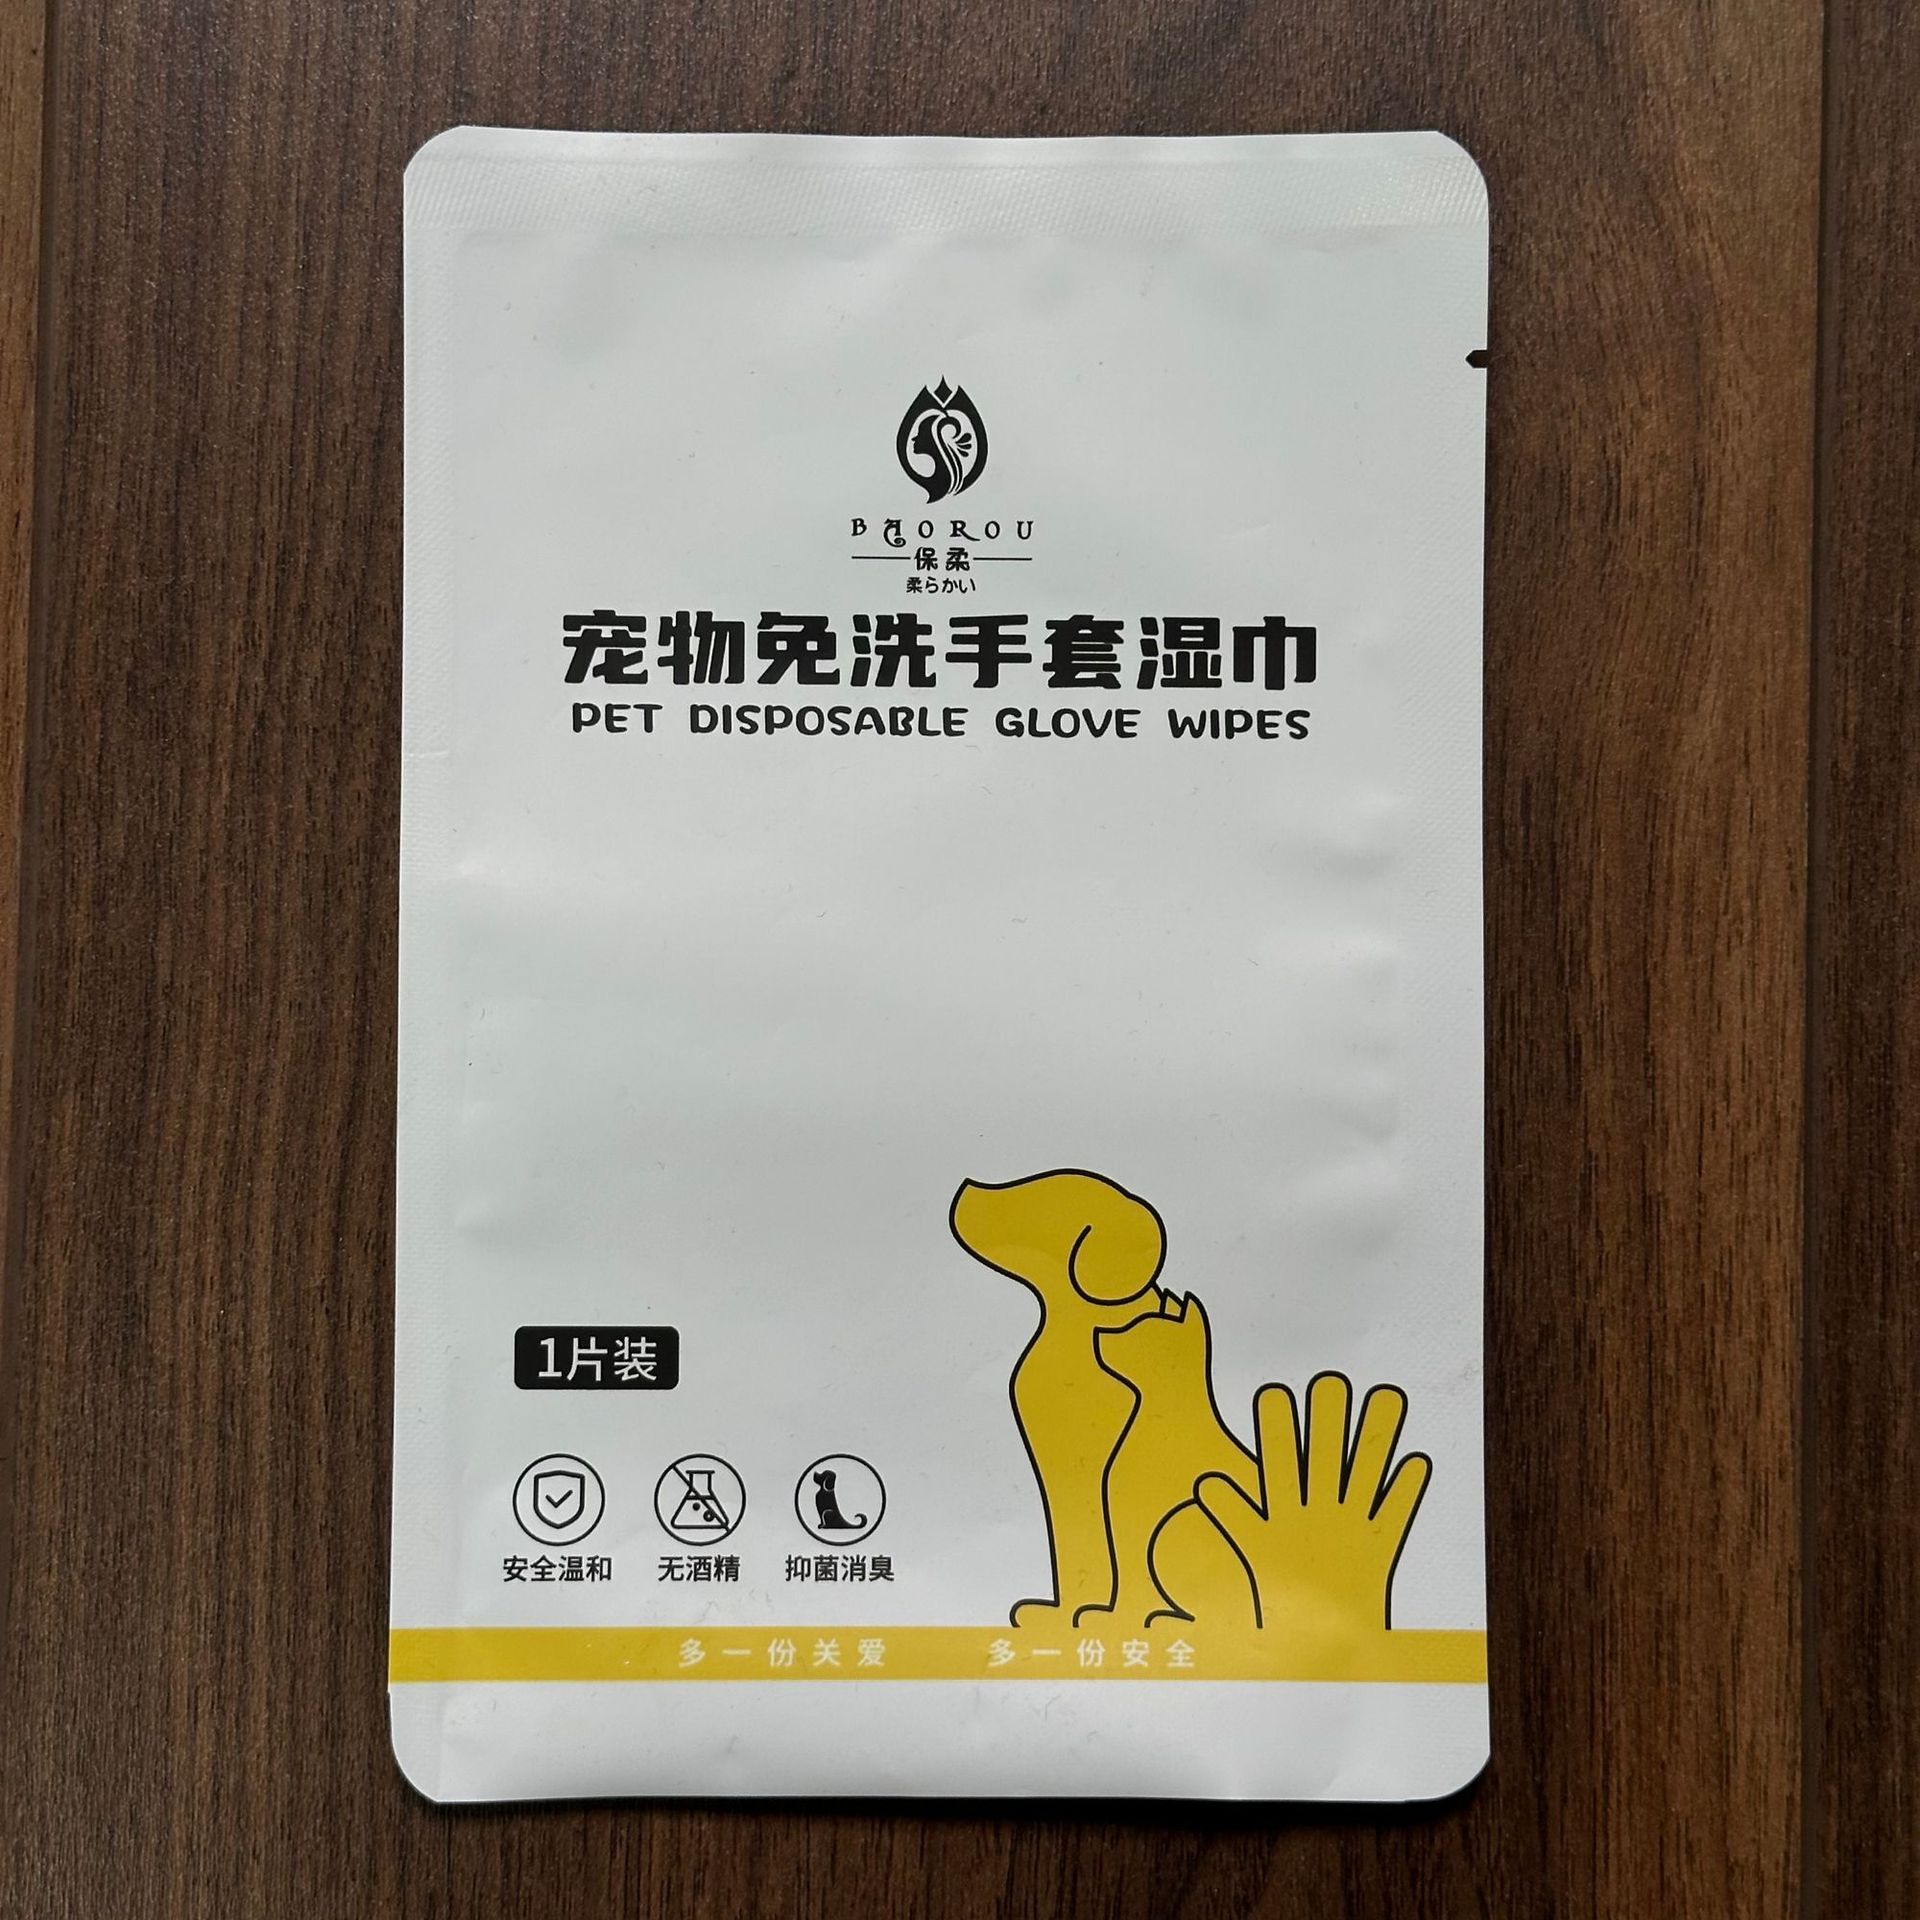 BAOROU
保柔
柔らかい
宠物免洗手套湿巾
PET DISPOSABLE GLOVE WIPES
1片装
安全温和 无酒精 抑菌消臭
多一份关爱 多一份安全